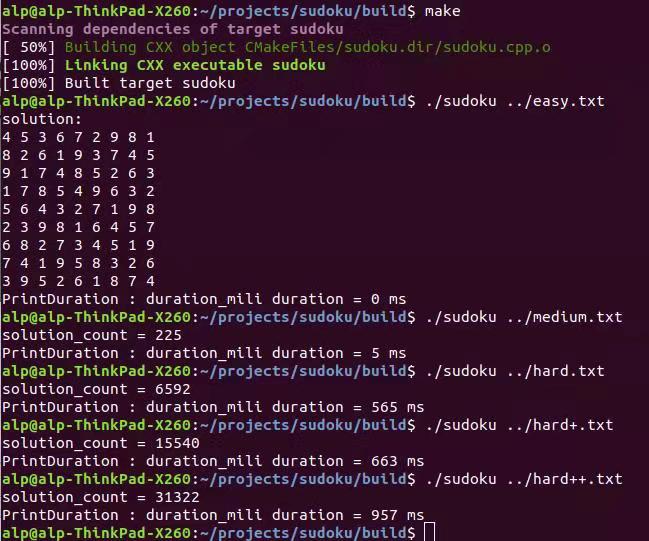 alp@alp-ThinkPad-X260:~/projects/sudoku/build$ make
Scanning dependencies of target sudoku
[ 50%] Building CXX object CMakeFiles/sudoku.dir/sudoku.cpp.o
[100%] Linking CXX executable sudoku
[100%] Built target sudoku
alp@alp-ThinkPad-X260:~/projects/sudoku/build$ ./sudoku ../easy.txt
solution:
4 5 3 6 7 2 9 8 1
8 2 6 1 9 3 7 4 5
9 1 7 4 8 5 2 6 3
1 7 8 5 4 9 6 3 2
5 6 4 3 2 7 1 9 8
2 3 9 8 1 6 4 5 7
6 8 2 7 3 4 5 1 9
7 4 1 9 5 8 3 2 6
3 9 5 2 6 1 8 7 4
PrintDuration : duration_mili duration = 0 ms
alp@alp-ThinkPad-X260:~/projects/sudoku/build$ ./sudoku ../medium.txt
solution_count = 225
PrintDuration : duration_mili duration = 5 ms
alp@alp-ThinkPad-X260:~/projects/sudoku/build$ ./sudoku ../hard.txt
solution_count = 6592
PrintDuration : duration_mili duration = 565 ms
alp@alp-ThinkPad-X260:~/projects/sudoku/build$ ./sudoku ../hard+.txt
solution_count = 15540
PrintDuration : duration_mili duration = 663 ms
alp@alp-ThinkPad-X260:~/projects/sudoku/build$ ./sudoku ../hard++.txt
solution_count = 31322
PrintDuration : duration_mili duration = 957 ms
alp@alp-ThinkPad-X260:~/projects/sudoku/build$